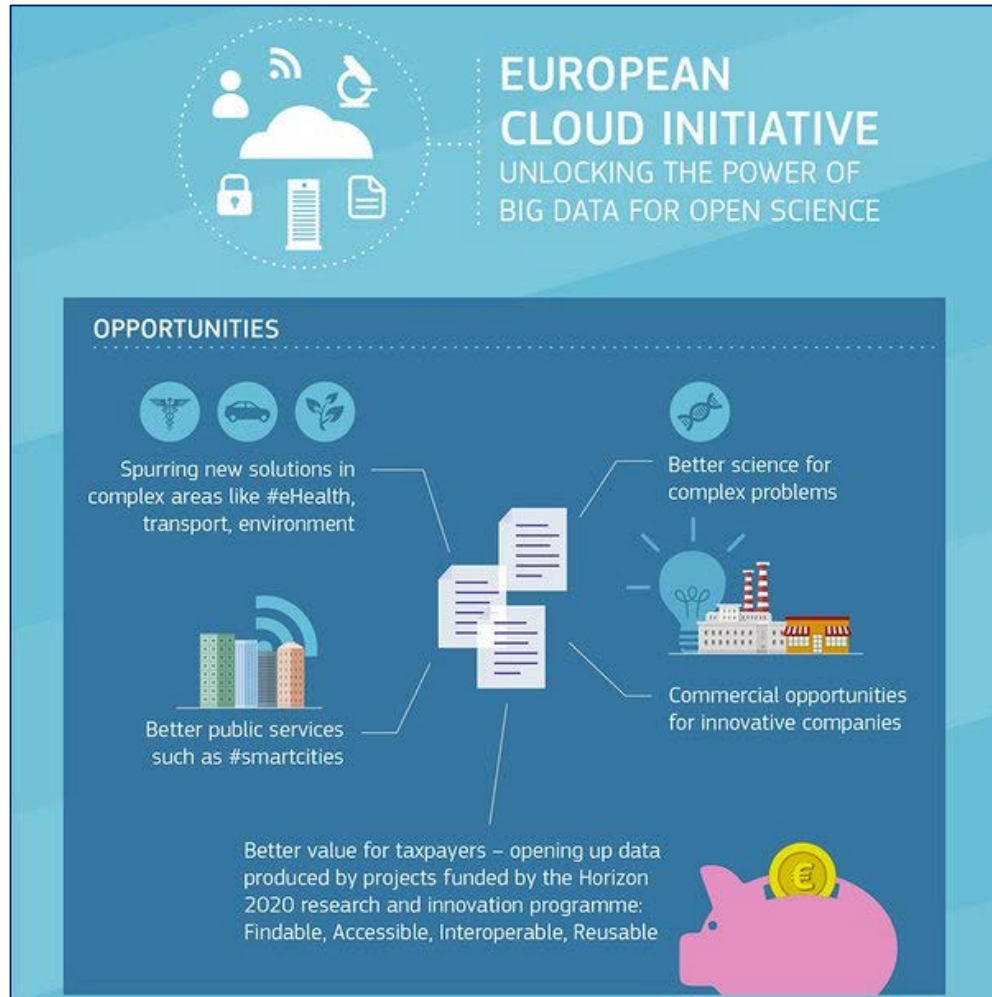 EUROPEAN
CLOUD INITIATIVE
UNLOCKING THE POWER OF
BIG DATA FOR OPEN SCIENCE
OPPORTUNITIES
Spurring new solutions in
complex areas like #eHealth,
transport, environment
Better science for
complex problems
Better public services
such as #smartcities
Commercial opportunities
for innovative companies
Better value for taxpayers – opening up data
produced by projects funded by the Horizon
2020 research and innovation programme:
Findable, Accessible, Interoperable, Reusable
€